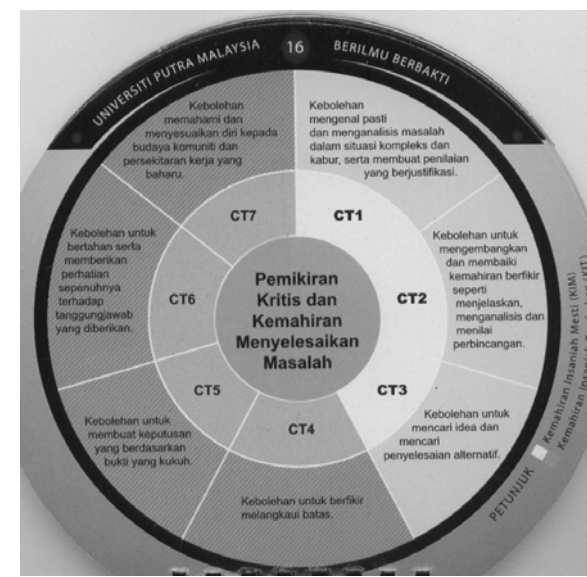 UNIVERSITI PUTRA MALAYSIA
16
BERILMU BERBAKTI
Kebolehan
mengenal pasti
dan menganalisis masalah
dalam situasi kompleks dan
kabur, serta membuat penilaian
yang berjustifikasi.
CT1
Kebolehan untuk
mengembangkan
dan membaiki
kemahiran berfikir
seperti
menjelaskan,
menganalisis dan
menilai
perbincangan.
CT2
Kebolehan untuk
mencari idea dan
mencari
penyelesaian alternatif.
CT3
Kebolehan untuk berfikir
melangkaui batas.
CT4
Kebolehan untuk
membuat keputusan
yang berdasarkan
bukti yang kukuh.
CT5
Kebolehan untuk
bertahan serta
memberikan
perhatian
sepenuhnya
terhadap
tanggungjawab
yang diberikan.
CT6
Kebolehan
memahami dan
menyesuaikan diri kepada
budaya komuniti dan
persekitaran kerja yang
baharu.
CT7
Pemikiran
Kritis dan
Kemahiran
Menyelesaikan
Masalah
PETUNJUK
Kemahiran Insaniah Mesti (KIM)
Kemahiran